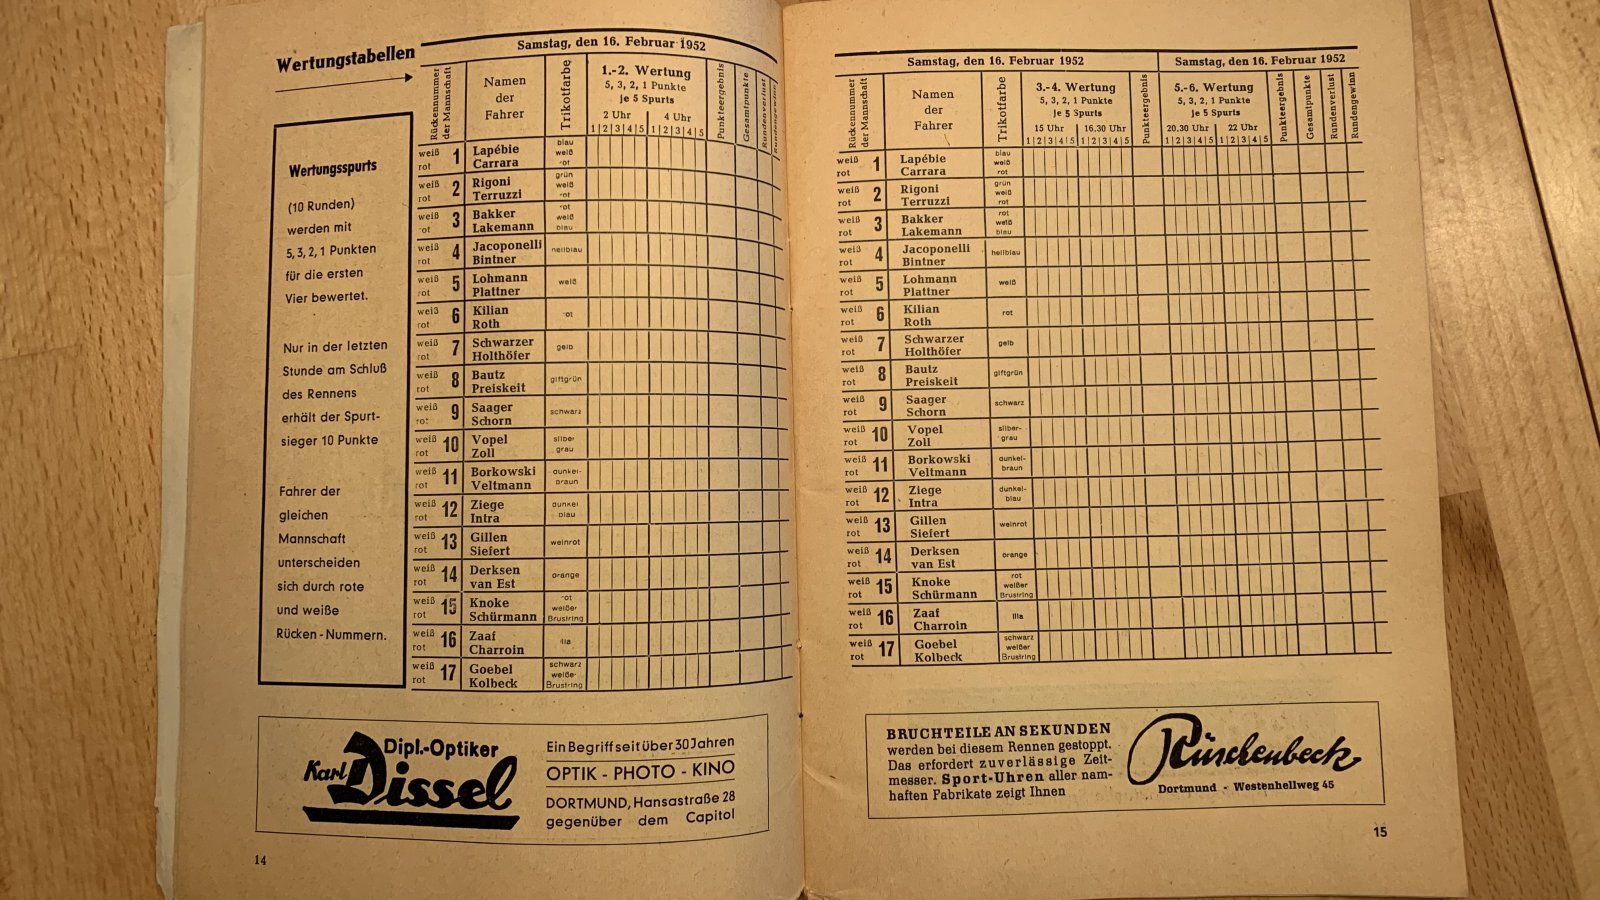 Wertungstabellen
Wertungsspurts
(10 Runden)
werden mit
5, 3, 2, 1 Punkten
für die ersten
Vier bewertet.
Nur in der letzten
Stunde am Schluß
des Rennens
erhält der Spurt-
sieger 10 Punkte
Fahrer der
gleichen
Mannschaft
unterscheiden
sich durch rote
und weiße
Rücken-Nummern.
Samstag, den 16. Februar 1952
Rückennummer der Mannschaft
Namen der Fahrer
Trikotfarbe
1.-2. Wertung
5, 3, 2, 1 Punkte
je 5 Spurts
2 Uhr 4 Uhr
1 2 3 4 5 1 2 3 4 5
Punkteergebnis
Gesamtpunkte
Rundenverlust
Rundengewinn
weiß 1 Lapébie blau weiß
rot Carrara rot
weiß 2 Rigoni grün weiß
rot Terruzzi rot
weiß 3 Bakker rot weiß
rot Lakemann blau
weiß 4 Jacoponelli hellblau
rot Bintner
weiß 5 Lohmann weiß
rot Plattner
weiß 6 Kilian rot
rot Roth
weiß 7 Schwarzer gelb
rot Holthöfer
weiß 8 Bautz giftgrün
rot Preiskeit
weiß 9 Saager schwarz
rot Schorn
weiß 10 Vopel silber
rot Zoll grau
weiß 11 Borkowski dunkel-
rot Veltmann braun
weiß 12 Ziege dunkel
rot Intra blau
weiß 13 Gillen weinrot
rot Siefert
weiß 14 Derksen orange
rot van Est
weiß 15 Knoke rot weißer
rot Schürmann Brustring
weiß 16 Zaaf lila
rot Charroin
weiß 17 Goebel schwarz weißer
rot Kolbeck Brustring
Dipl.-Optiker
Karl Dissel
Ein Begriff seit über 30 Jahren
OPTIK - PHOTO - KINO
DORTMUND, Hansastraße 28
gegenüber dem Capitol
14
Samstag, den 16. Februar 1952
Samstag, den 16. Februar 1952
Rückennummer der Mannschaft
Namen der Fahrer
Trikotfarbe
3.-4. Wertung
5, 3, 2, 1 Punkte
je 5 Spurts
15 Uhr 16.30 Uhr
1 2 3 4 5 1 2 3 4 5
Punkteergebnis
5.-6. Wertung
5, 3, 2, 1 Punkte
je 5 Spurts
20.30 Uhr 22 Uhr
1 2 3 4 5 1 2 3 4 5
Punkteergebnis
Gesamtpunkte
Rundenverlust
Rundengewinn
weiß 1 Lapébie blau weiß
rot Carrara rot
weiß 2 Rigoni grün weiß
rot Terruzzi rot
weiß 3 Bakker rot weiß
rot Lakemann blau
weiß 4 Jacoponelli hellblau
rot Bintner
weiß 5 Lohmann weiß
rot Plattner
weiß 6 Kilian rot
rot Roth
weiß 7 Schwarzer gelb
rot Holthöfer
weiß 8 Bautz giftgrün
rot Preiskeit
weiß 9 Saager schwarz
rot Schorn
weiß 10 Vopel silber-
rot Zoll grau
weiß 11 Borkowski dunkel-
rot Veltmann braun
weiß 12 Ziege dunkel-
rot Intra blau
weiß 13 Gillen weinrot
rot Siefert
weiß 14 Derksen orange
rot van Est
weiß 15 Knoke rot weißer
rot Schürmann Brustring
weiß 16 Zaaf lila
rot Charroin
weiß 17 Goebel schwarz weißer
rot Kolbeck Brustring
BRUCHTEILE AN SEKUNDEN
werden bei diesem Rennen gestoppt.
Das erfordert zuverlässige Zeit-
messer. Sport-Uhren aller nam-
haften Fabrikate zeigt Ihnen
Rüschenbeck
Dortmund - Westenhellweg 45
15